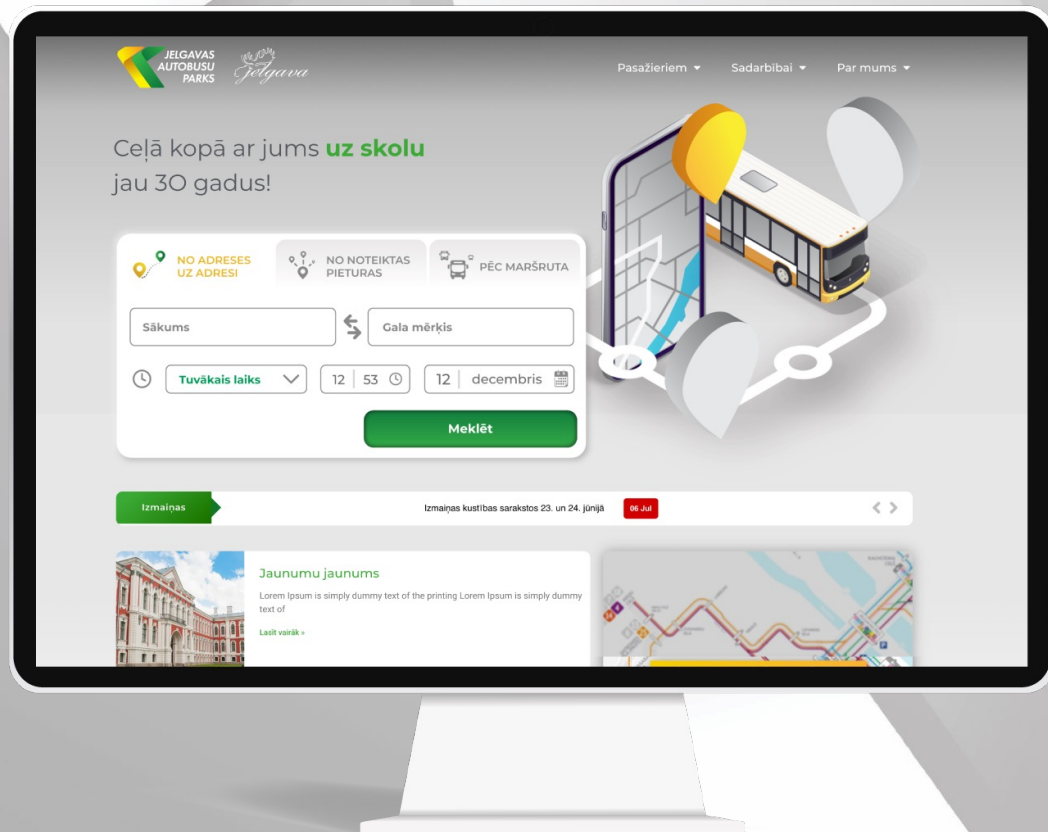 JELGAVAS
AUTOBUSU
PARKS
Jelgava
Pasažieriem
Sadarbībai
Par mums
Ceļā kopā ar jums uz skolu
jau 30 gadus!
NO ADRESES
UZ ADRESI
NO NOTEIKTAS
PIETURAS
PĒC MARŠRUTA
Sākums
Gala mērķis
Tuvākais laiks
12 53
12 decembris
Meklēt
Izmaiņas
Izmaiņas kustības sarakstos 23. un 24. jūnijā
06 Jul
Jaunumu jaunums
Lorem Ipsum is simply dummy text of the printing Lorem Ipsum is simply dummy
text of
Lasīt vairāk »
P